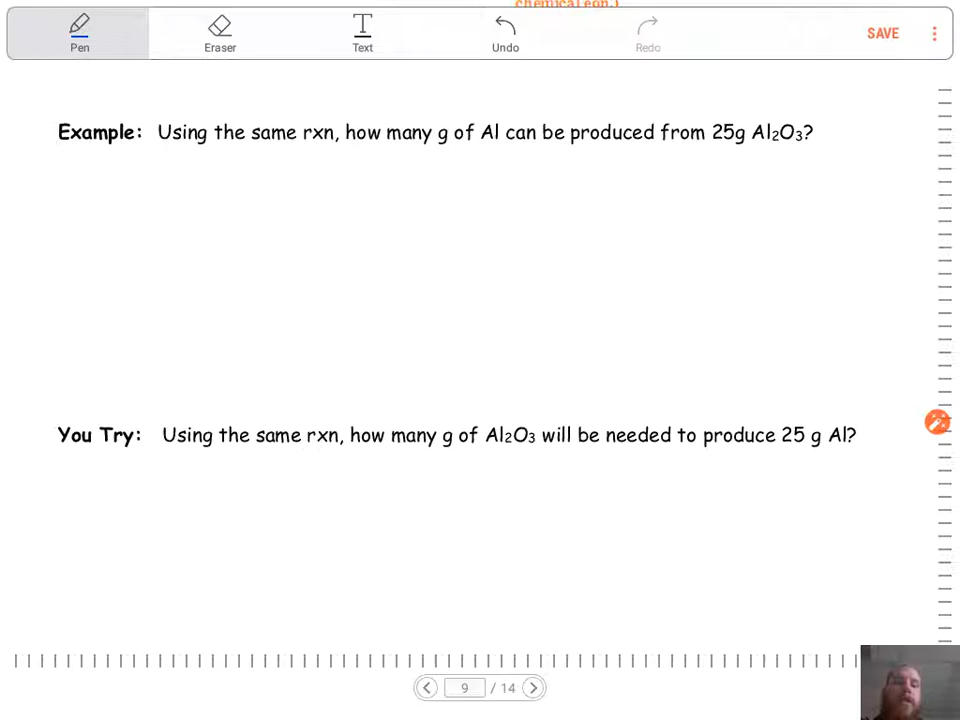 chemical eqn.)
Pen
Eraser
Text
Undo
Redo
SAVE
Example: Using the same rxn, how many g of Al can be produced from 25g Al₂O₃?
You Try: Using the same rxn, how many g of Al₂O₃ will be needed to produce 25 g Al?
9 / 14